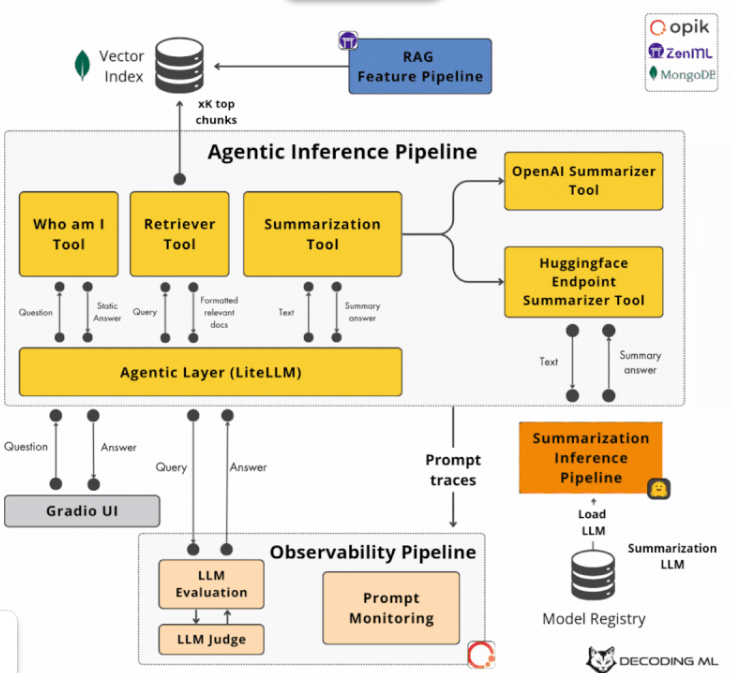 opik
ZenML
MongoDB
Vector
Index
RAG
Feature Pipeline
xK top
chunks
Agentic Inference Pipeline
Who am I
Tool
Retriever
Tool
Summarization
Tool
OpenAI Summarizer
Tool
Huggingface
Endpoint
Summarizer Tool
Question
Static
Answer
Query
Formatted
relevant
docs
Text
Summary
answer
Text
Summary
answer
Agentic Layer (LiteLLM)
Question
Answer
Query
Answer
Prompt
traces
Summarization
Inference
Pipeline
Gradio UI
Load
LLM
Summarization
LLM
Observability Pipeline
LLM
Evaluation
LLM Judge
Prompt
Monitoring
Model Registry
DECODING ML